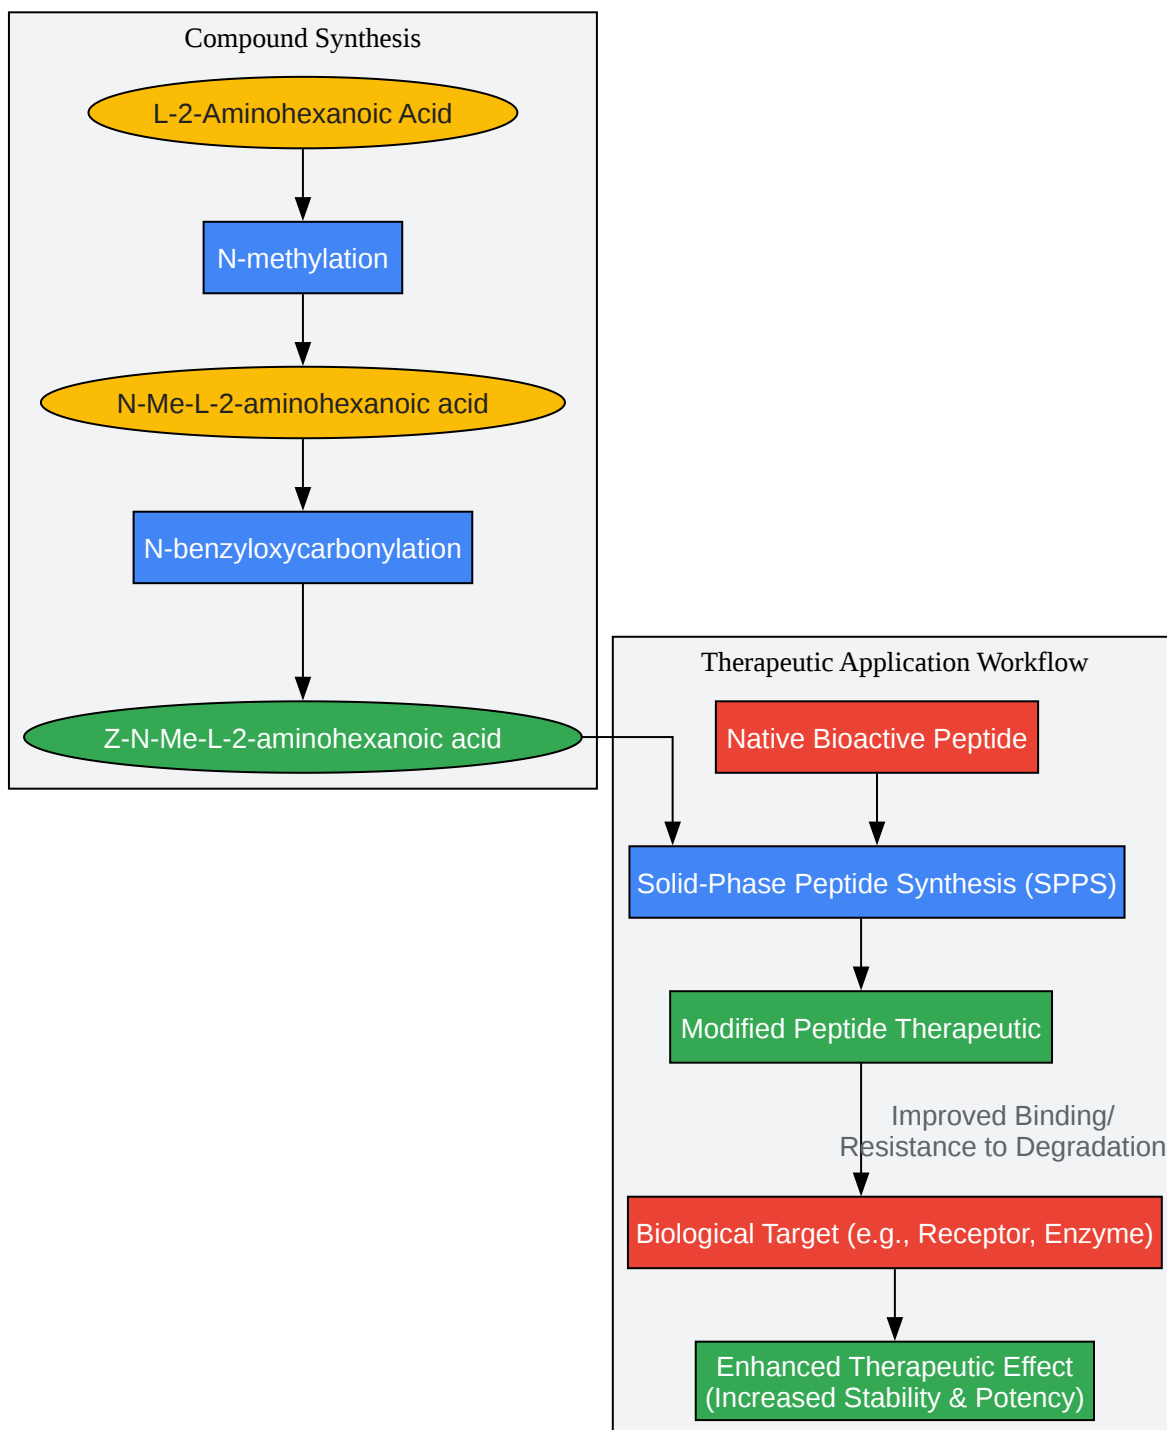 Compound Synthesis
L-2-Aminohexanoic Acid
N-methylation
N-Me-L-2-aminohexanoic acid
N-benzyloxycarbonylation
Z-N-Me-L-2-aminohexanoic acid
Therapeutic Application Workflow
Native Bioactive Peptide
Solid-Phase Peptide Synthesis (SPPS)
Modified Peptide Therapeutic
Improved Binding/
Resistance to Degradation
Biological Target (e.g., Receptor, Enzyme)
Enhanced Therapeutic Effect
(Increased Stability & Potency)